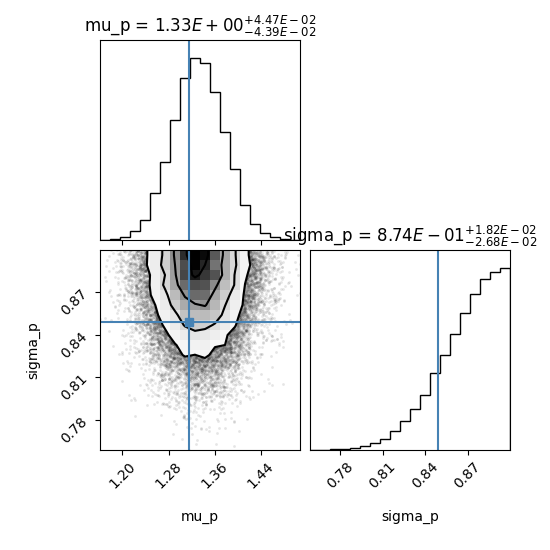 mu_p = 1.33E+00+4.47E-02 -4.39E-02
sigma_p = 8.74E-01+1.82E-02 -2.68E-02
0.87
0.84
0.81
0.78
sigma_p
1.20 1.28 1.36 1.44
mu_p
0.78 0.81 0.84 0.87
sigma_p